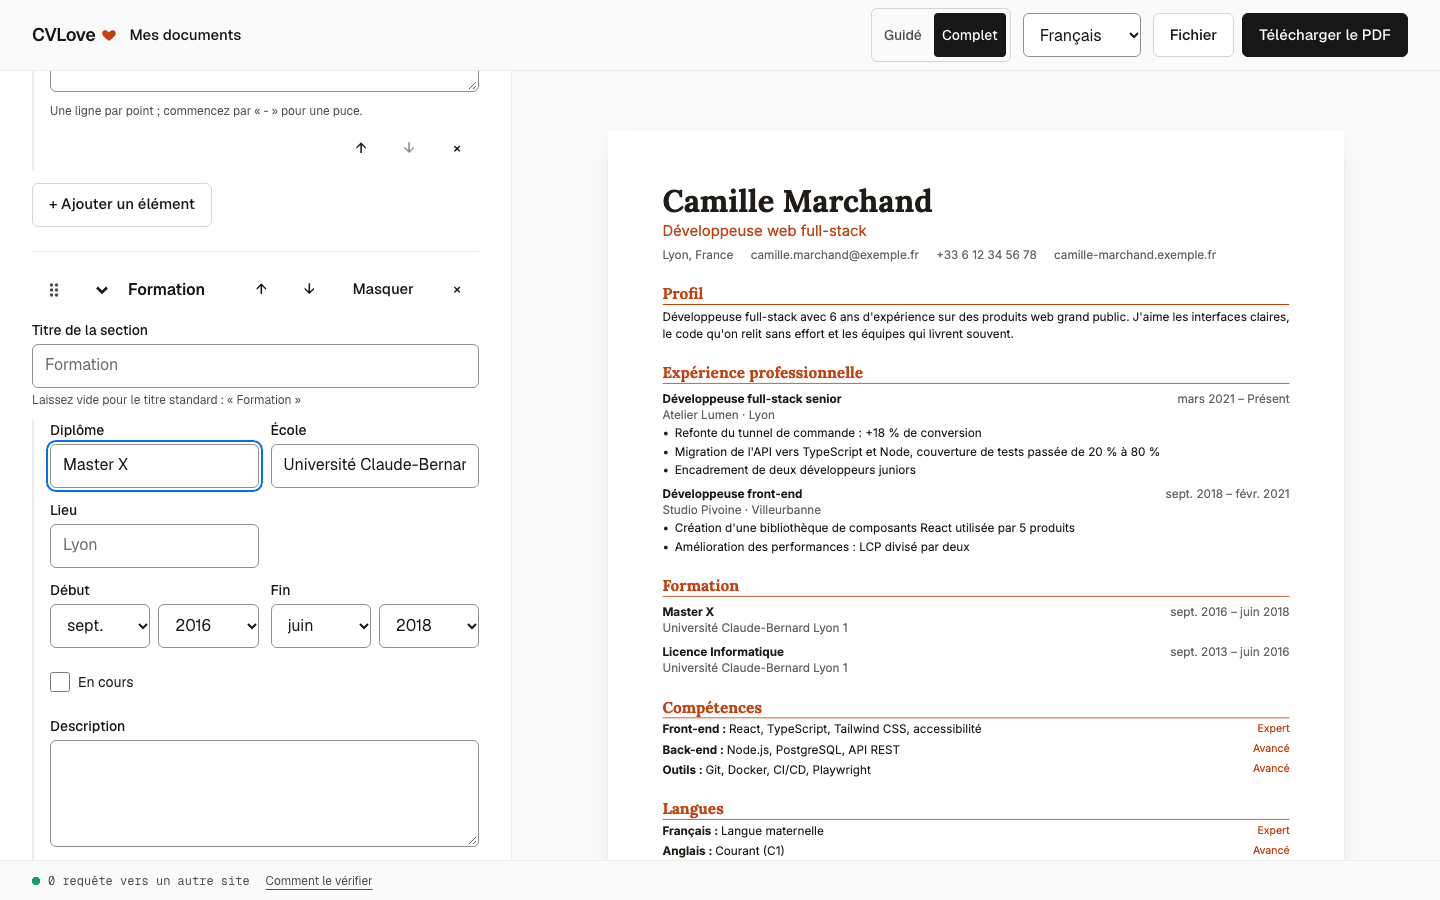 CVLove Mes documents Guidé Complet Français Fichier Télécharger le PDF
Une ligne par point ; commencez par « - » pour une puce.
+ Ajouter un élément
Formation Masquer
Titre de la section
Formation
Laissez vide pour le titre standard : « Formation »
Diplôme École
Master X Université Claude-Bernar
Lieu
Lyon
Début Fin
sept. 2016 juin 2018
En cours
Description
Camille Marchand
Développeuse web full-stack
Lyon, France camille.marchand@exemple.fr +33 6 12 34 56 78 camille-marchand.exemple.fr
Profil
Développeuse full-stack avec 6 ans d'expérience sur des produits web grand public. J'aime les interfaces claires,
le code qu'on relit sans effort et les équipes qui livrent souvent.
Expérience professionnelle
Développeuse full-stack senior mars 2021 – Présent
Atelier Lumen · Lyon
• Refonte du tunnel de commande : +18 % de conversion
• Migration de l'API vers TypeScript et Node, couverture de tests passée de 20 % à 80 %
• Encadrement de deux développeurs juniors
Développeuse front-end sept. 2018 – févr. 2021
Studio Pivoine · Villeurbanne
• Création d'une bibliothèque de composants React utilisée par 5 produits
• Amélioration des performances : LCP divisé par deux
Formation
Master X sept. 2016 – juin 2018
Université Claude-Bernard Lyon 1
Licence Informatique sept. 2013 – juin 2016
Université Claude-Bernard Lyon 1
Compétences
Front-end : React, TypeScript, Tailwind CSS, accessibilité Expert
Back-end : Node.js, PostgreSQL, API REST Avancé
Outils : Git, Docker, CI/CD, Playwright Avancé
Langues
Français : Langue maternelle Expert
Anglais : Courant (C1) Avancé
0 requête vers un autre site Comment le vérifier